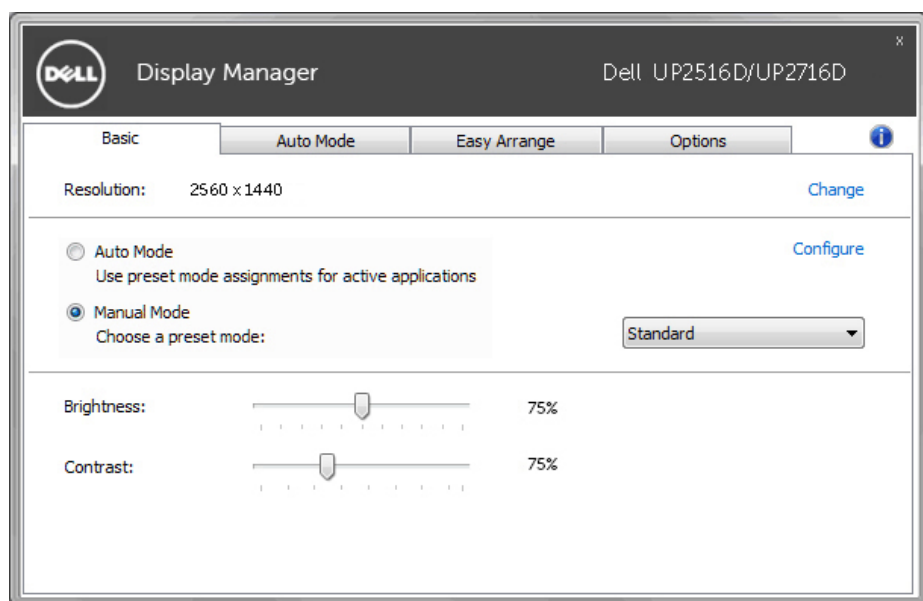 DELL Display Manager Dell UP2516D/UP2716D x
Basic Auto Mode Easy Arrange Options i
Resolution: 2560 x 1440 Change
Auto Mode Configure
Use preset mode assignments for active applications
Manual Mode
Choose a preset mode: Standard
Brightness: 75%
Contrast: 75%